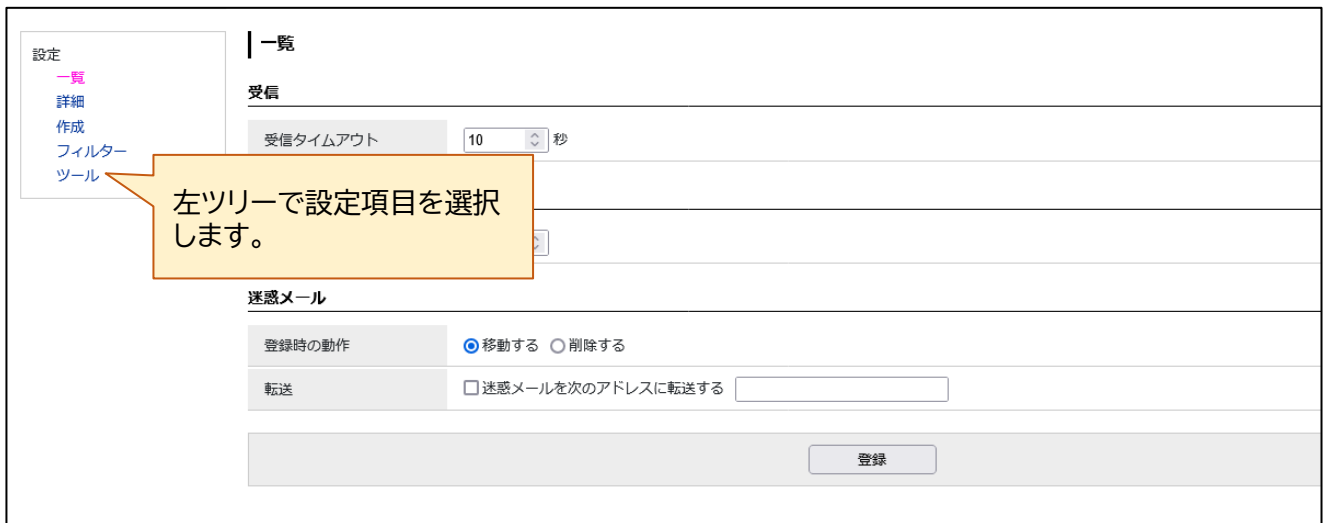 設定
一覧
詳細
作成
フィルター
ツール
左ツリーで設定項目を選択
します。
一覧
受信
受信タイムアウト 10 秒
迷惑メール
登録時の動作 移動する 削除する
転送 迷惑メールを次のアドレスに転送する
登録